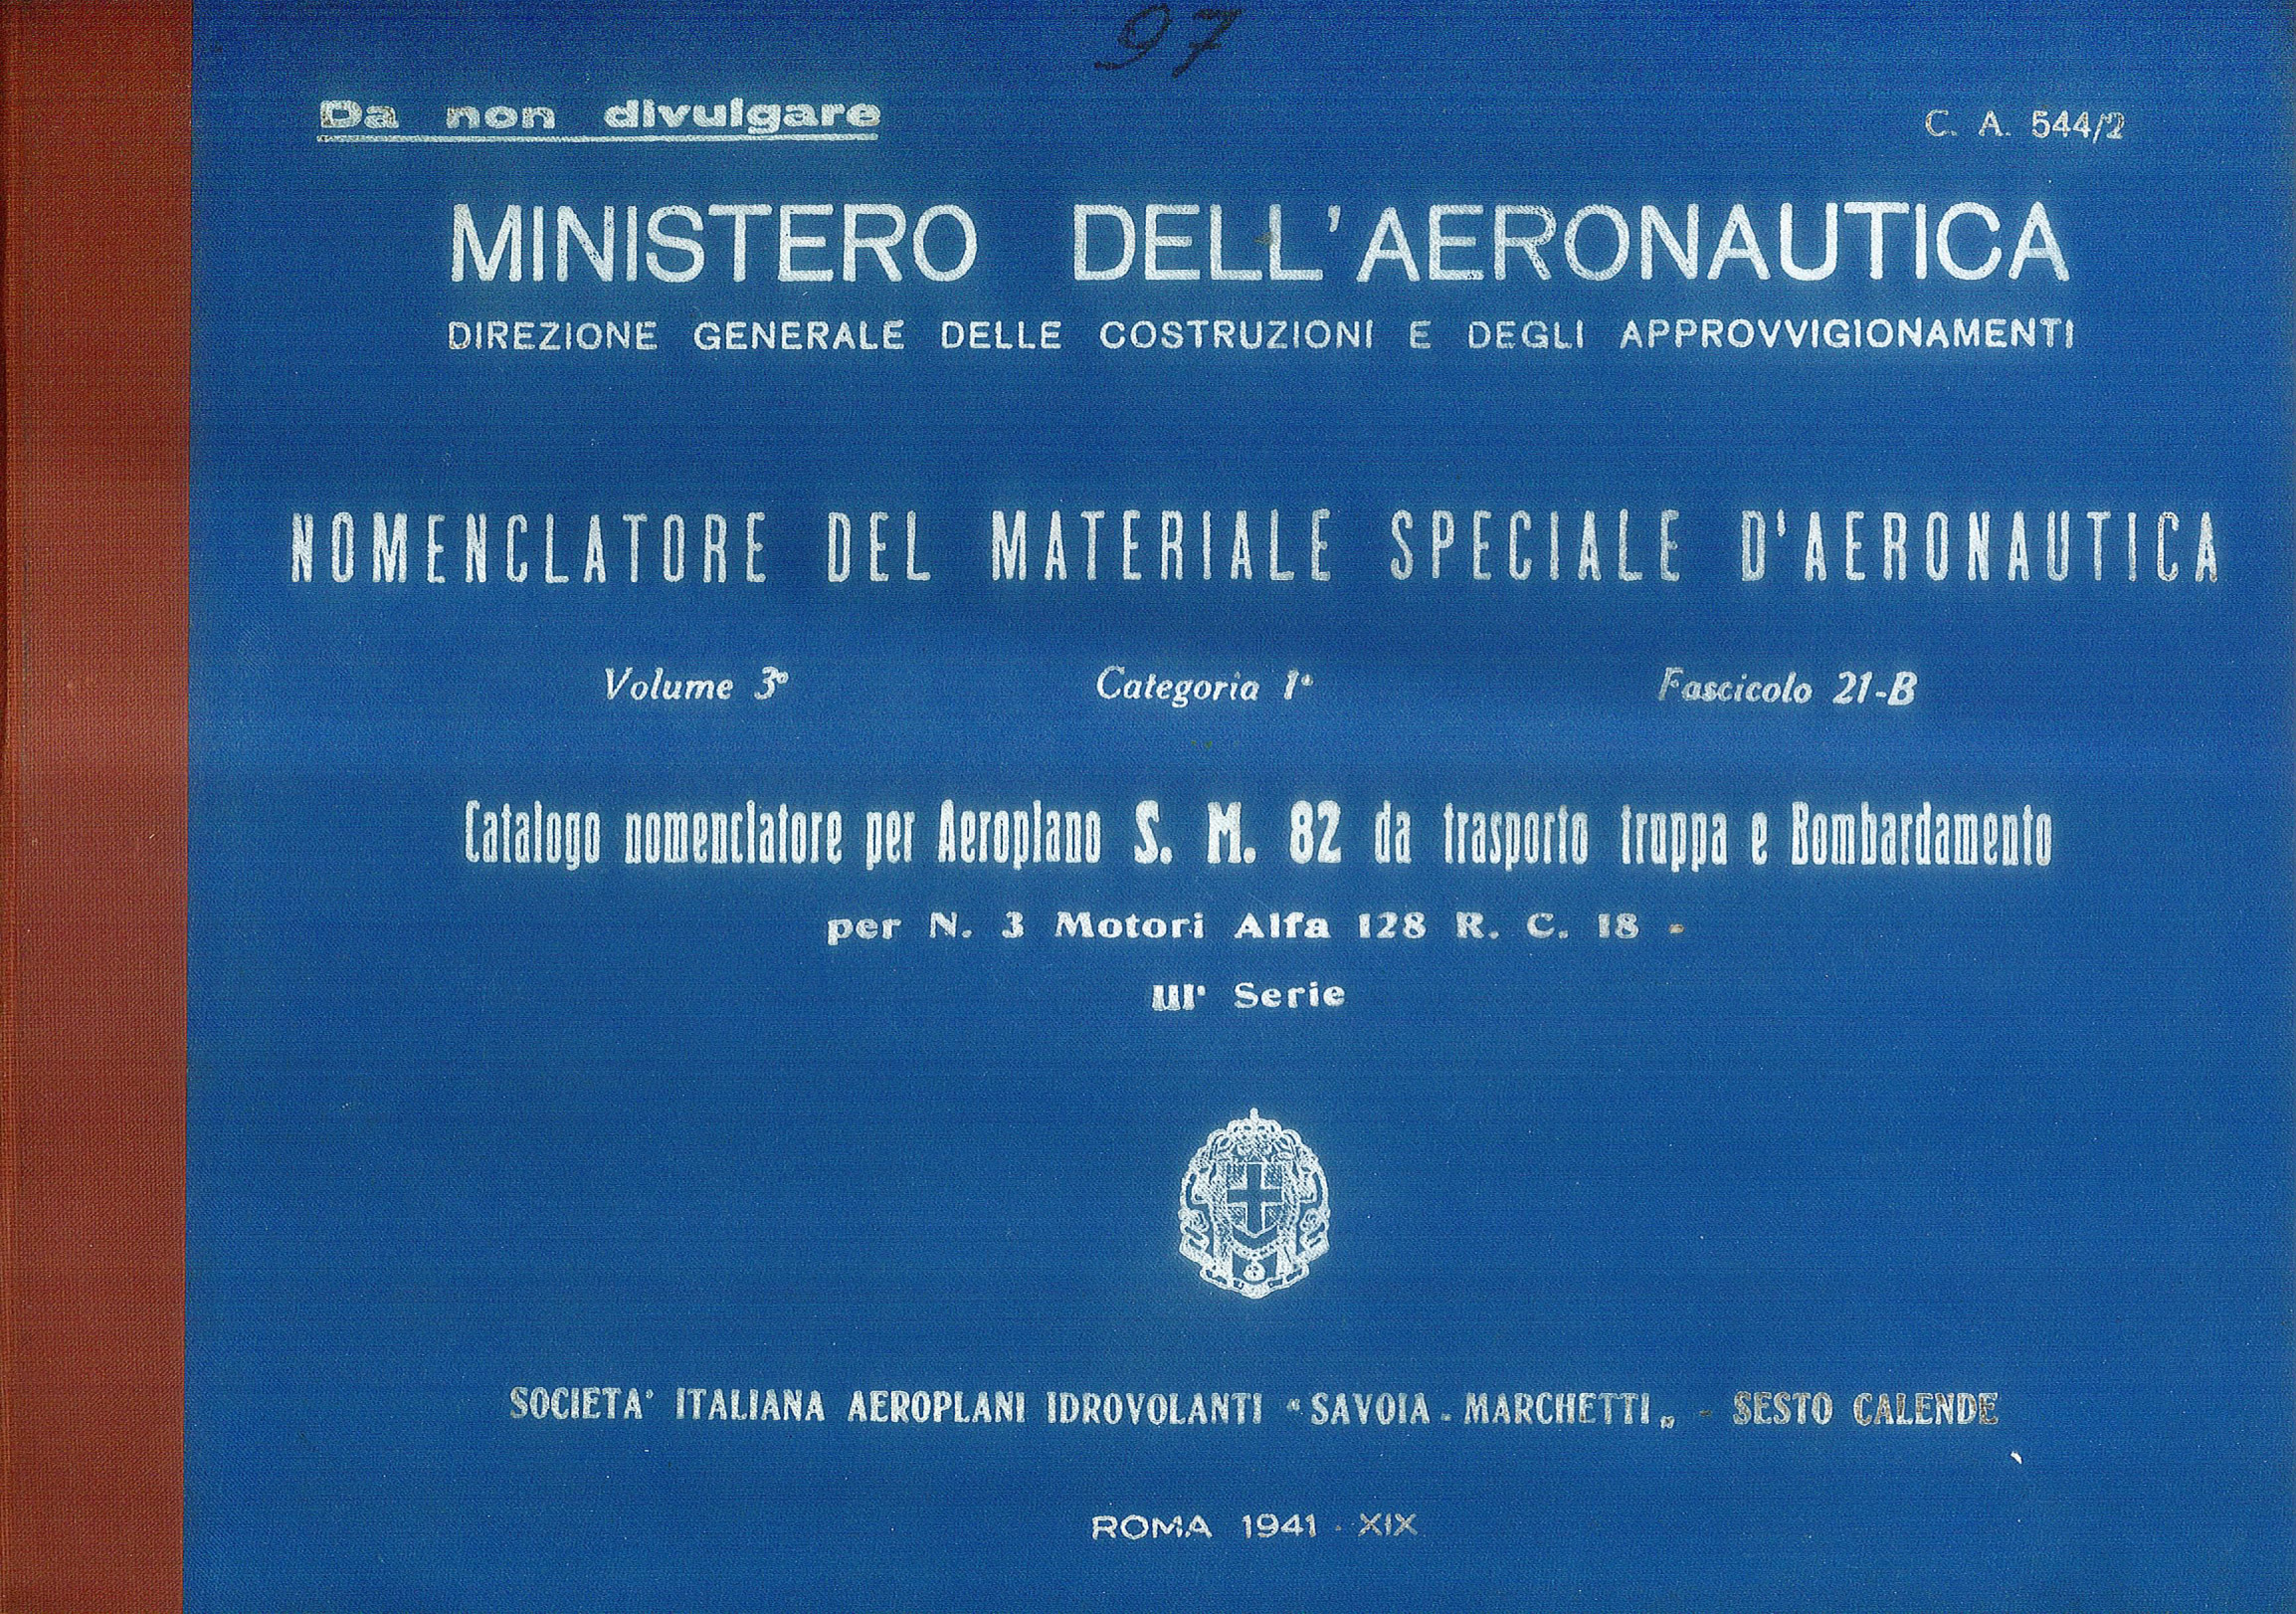 97
Da non divulgare
C. A. 544/2
MINISTERO DELL'AERONAUTICA
DIREZIONE GENERALE DELLE COSTRUZIONI E DEGLI APPROVVIGIONAMENTI
NOMENCLATORE DEL MATERIALE SPECIALE D'AERONAUTICA
Volume 3° Categoria 1ª Fascicolo 21-B
Catalogo nomenclatore per Aeroplano S. M. 82 da trasporto truppa e Bombardamento
per N. 3 Motori Alfa 128 R. C. 18 -
IIIª Serie
SOCIETA' ITALIANA AEROPLANI IDROVOLANTI “SAVOIA - MARCHETTI„ - SESTO CALENDE
ROMA 1941 - XIX